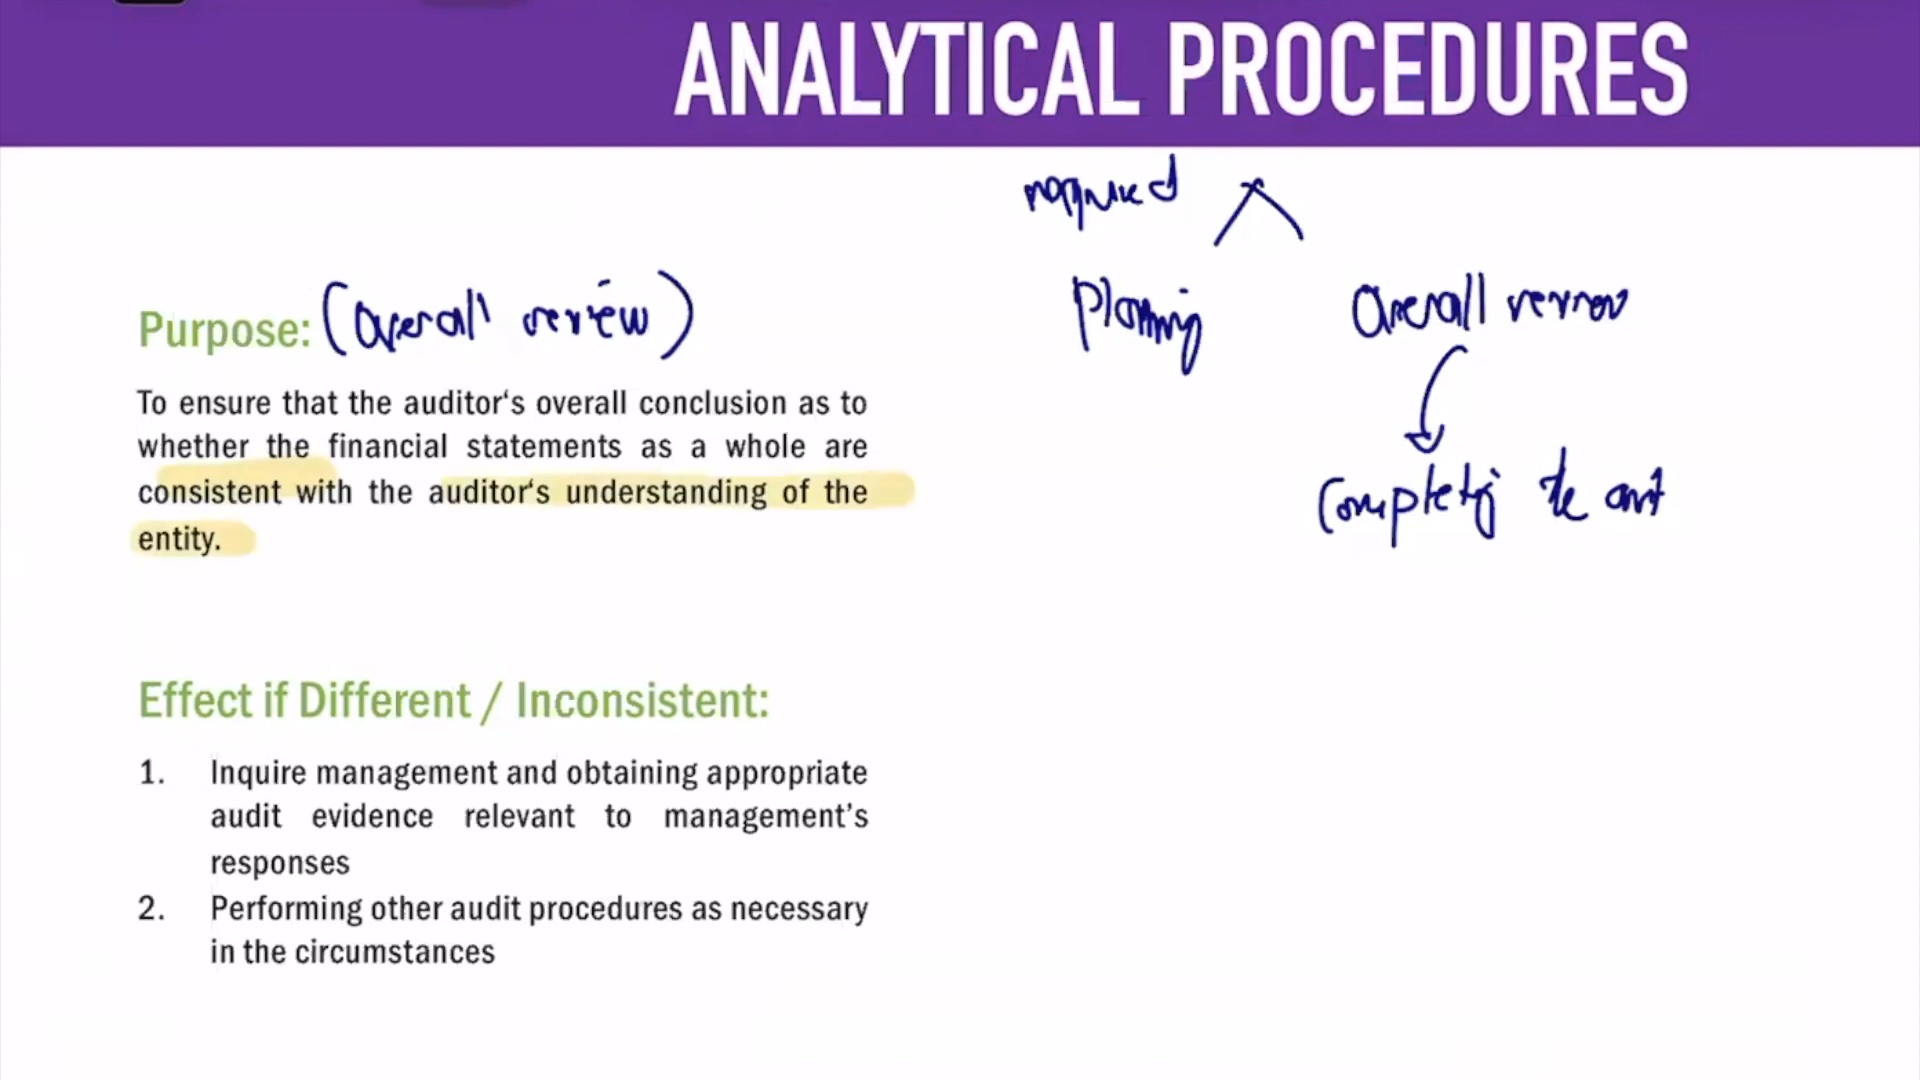 ANALYTICAL PROCEDURES
required
Planning
Overall review
Completing the
Purpose: (Overall review)
To ensure that the auditor‘s overall conclusion as to
whether the financial statements as a whole are
consistent with the auditor‘s understanding of the
entity.
Effect if Different / Inconsistent:
1. Inquire management and obtaining appropriate
audit evidence relevant to management’s
responses
2. Performing other audit procedures as necessary
in the circumstances